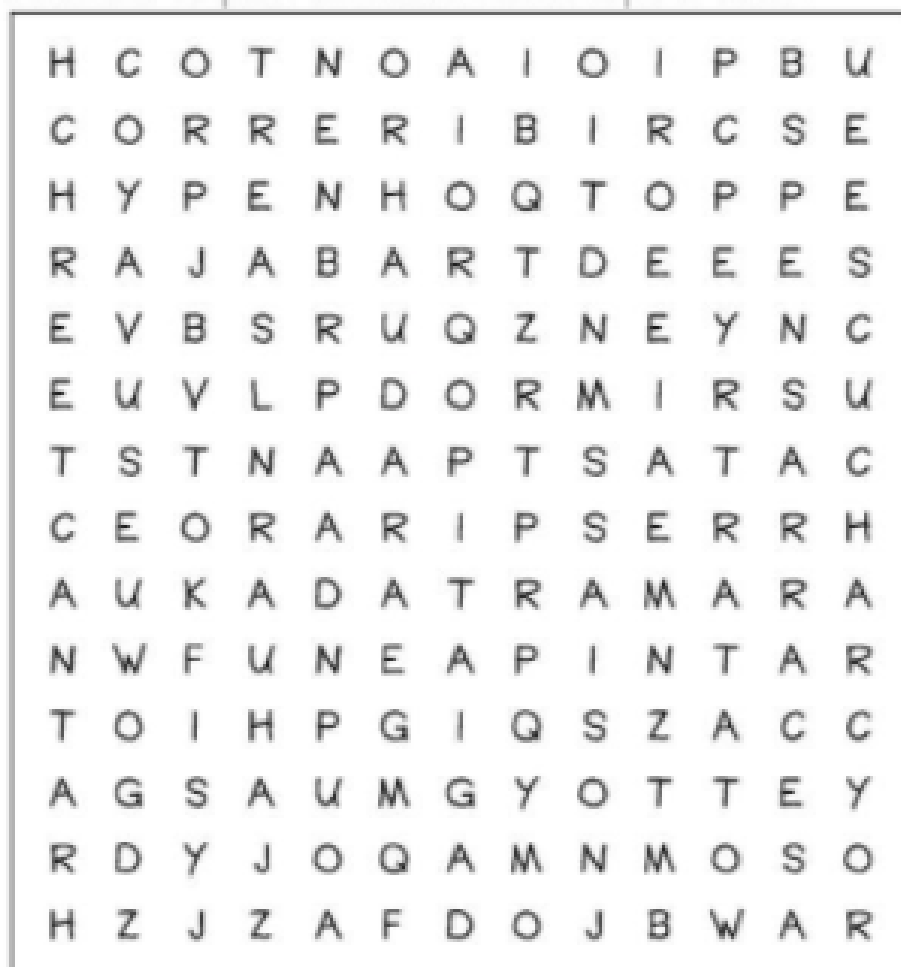 H C O T N O A I O I P B U
C O R R E R I B I R C S E
H Y P E N H O Q T O P P E
R A J A B A R T D E E E S
E V B S R U Q Z N E Y N C
E U V L P D O R M I R S U
T S T N A A P T S A T A C
C E O R A R I P S E R R H
A U K A D A T R A M A R A
N W F U N E A P I N T A R
T O I H P G I Q S Z A C C
A G S A U M G Y O T T E Y
R D Y J O Q A M N M O S O
H Z J Z A F D O J B W A R